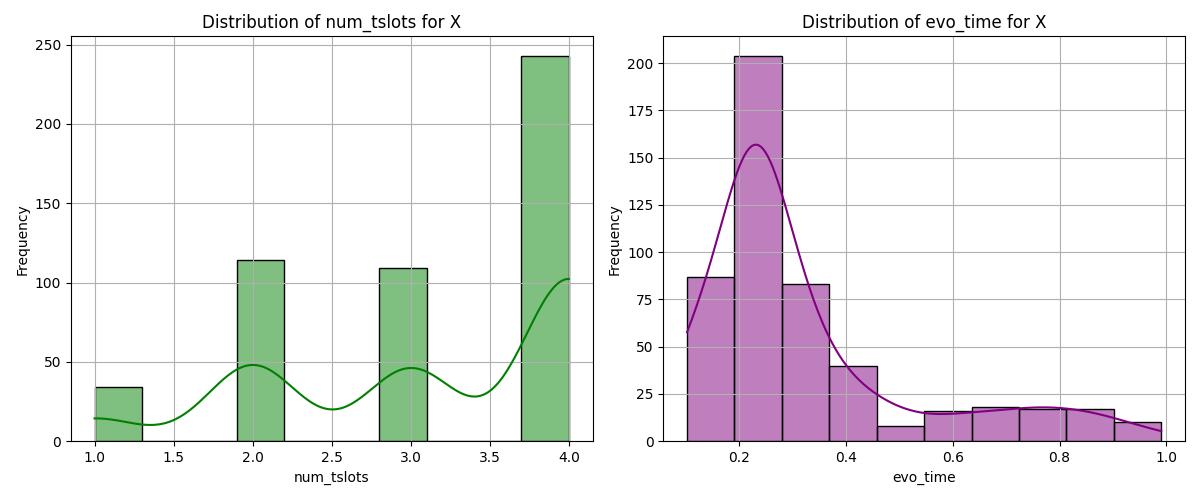 Distribution of num_tslots for X
250
200
150
100
50
0
Frequency
1.0 1.5 2.0 2.5 3.0 3.5 4.0
num_tslots
Distribution of evo_time for X
200
175
150
125
100
75
50
25
0
Frequency
0.2 0.4 0.6 0.8 1.0
evo_time